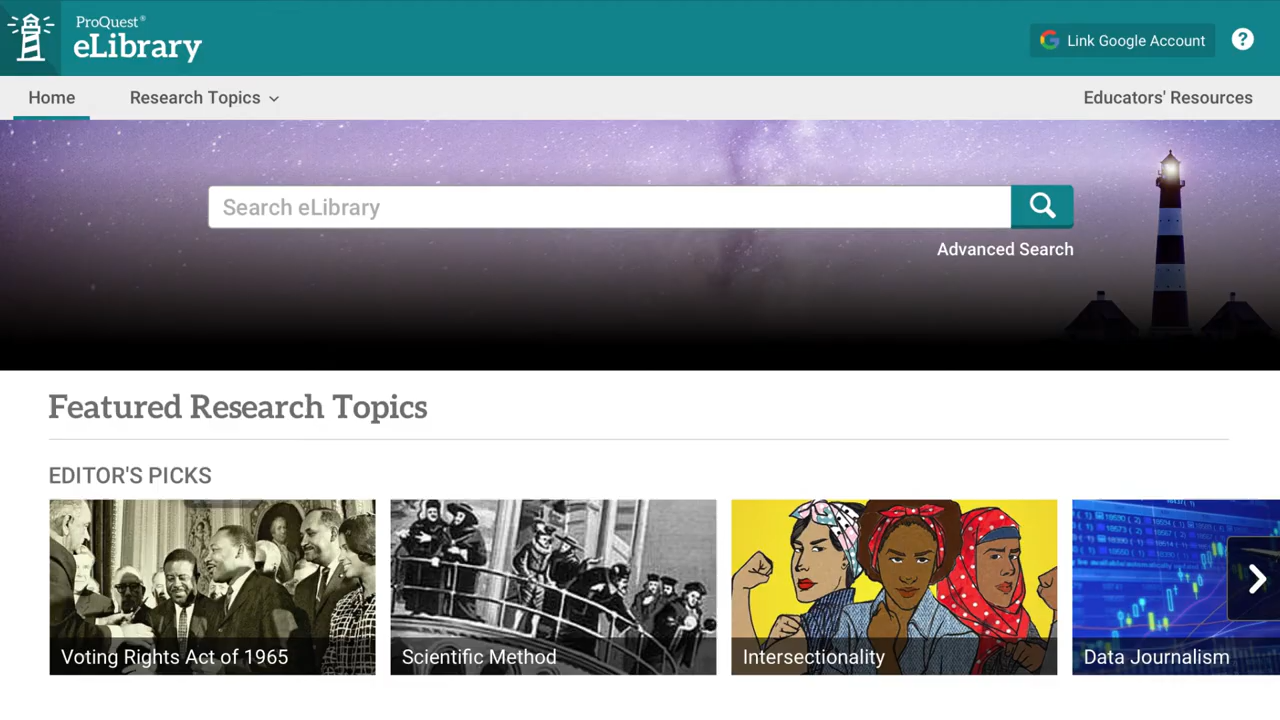 ProQuest®
eLibrary
Link Google Account
?
Home
Research Topics
Educators' Resources
Search eLibrary
Advanced Search
Featured Research Topics
EDITOR'S PICKS
Voting Rights Act of 1965
Scientific Method
Intersectionality
Data Journalism